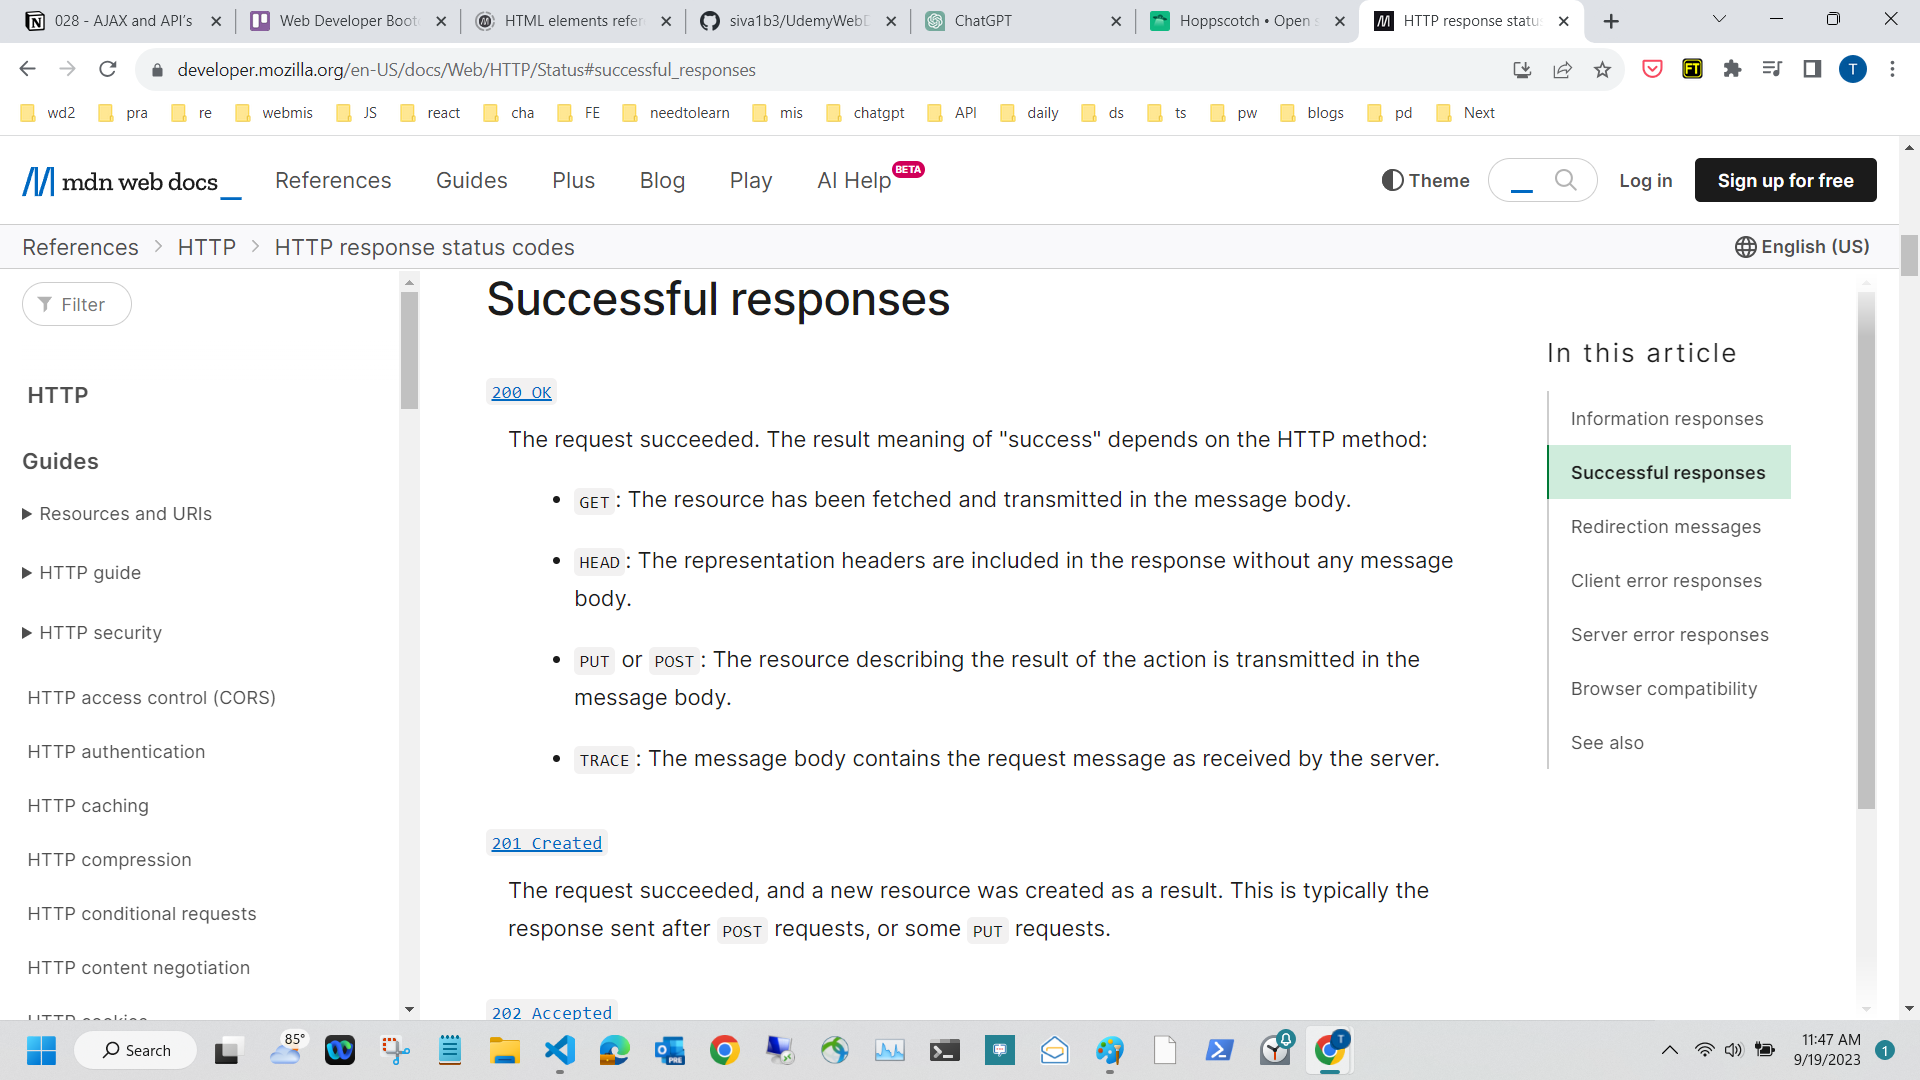 028 - AJAX and API's
Web Developer Boot
HTML elements refer
siva1b3/UdemyWebD
ChatGPT
Hoppscotch • Open s
HTTP response statu
developer.mozilla.org/en-US/docs/Web/HTTP/Status#successful_responses
FT
T
wd2
pra
re
webmis
JS
react
cha
FE
needtolearn
mis
chatgpt
API
daily
ds
ts
pw
blogs
pd
Next
mdn web docs_
References
Guides
Plus
Blog
Play
AI Help
BETA
Theme
Log in
Sign up for free
References > HTTP > HTTP response status codes
English (US)
Filter
HTTP
Guides
Resources and URIs
HTTP guide
HTTP security
HTTP access control (CORS)
HTTP authentication
HTTP caching
HTTP compression
HTTP conditional requests
HTTP content negotiation
HTTP cookies
Successful responses
200 OK
The request succeeded. The result meaning of "success" depends on the HTTP method:
• GET: The resource has been fetched and transmitted in the message body.
• HEAD: The representation headers are included in the response without any message
body.
• PUT or POST: The resource describing the result of the action is transmitted in the
message body.
• TRACE: The message body contains the request message as received by the server.
201 Created
The request succeeded, and a new resource was created as a result. This is typically the
response sent after POST requests, or some PUT requests.
202 Accepted
In this article
Information responses
Successful responses
Redirection messages
Client error responses
Server error responses
Browser compatibility
See also
Search
85°
PRE
T
11:47 AM
9/19/2023
1